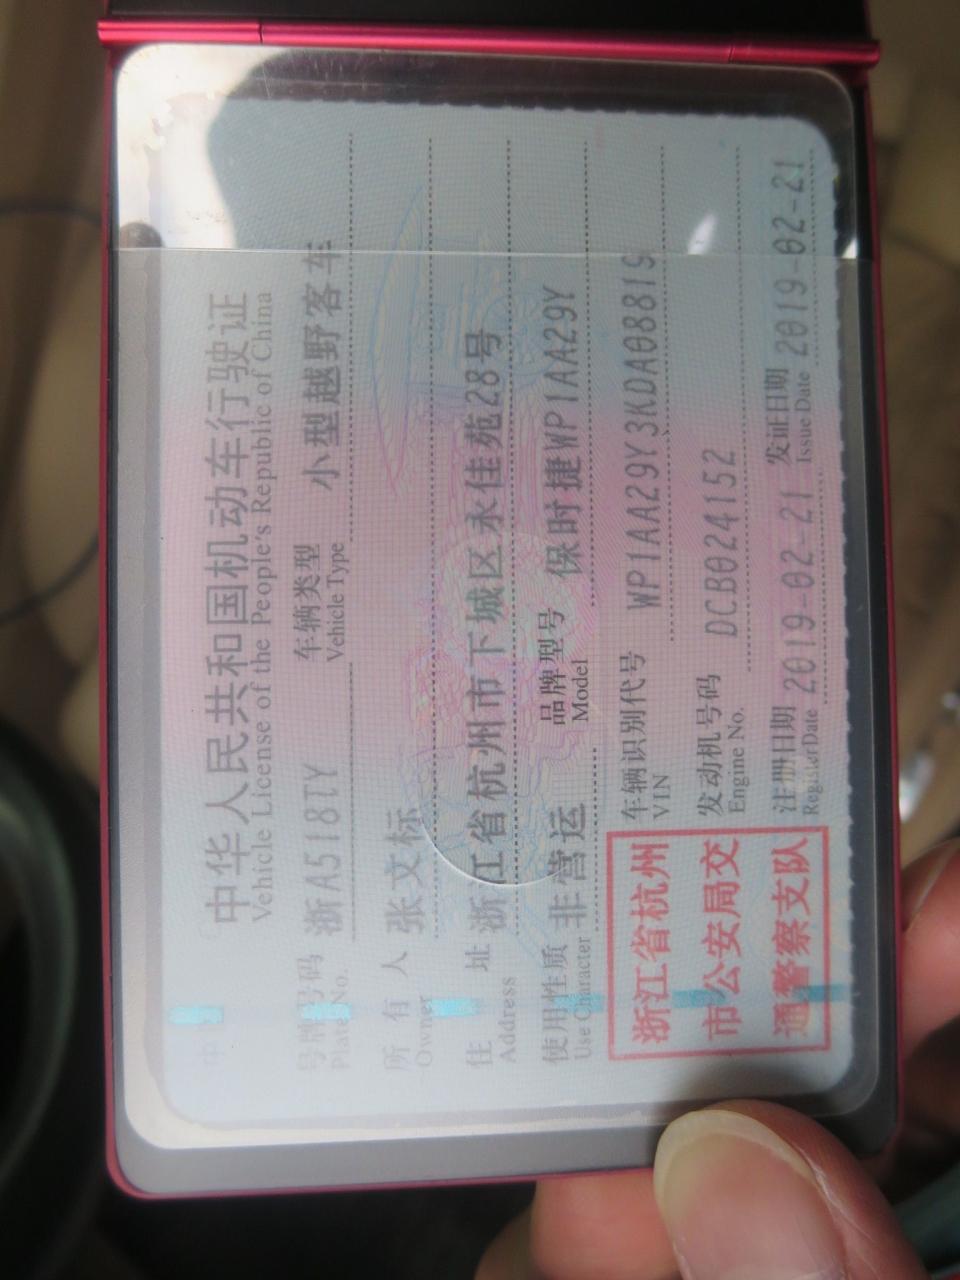 中华人民共和国机动车行驶证
Vehicle License of the People's Republic of China
号牌号码 浙A518TY 车辆类型 小型越野客车
Plate No. Vehicle Type
所有人 张文标
Owner
住址 浙江省杭州市下城区永佳苑28号
Address
使用性质 非营运 品牌型号 保时捷WP1AA29Y
Use Character Model
浙江省杭州
市公安局交
通警察支队
车辆识别代号 WP1AA29Y3KDA08819
VIN
发动机号码 DCB024152
Engine No.
注册日期 2019-02-21 发证日期 2019-02-21
Register Date Issue Date